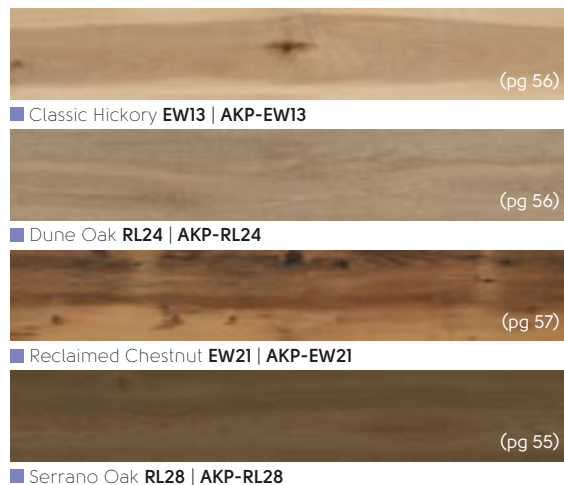 (pg 56)
Classic Hickory EW13 | AKP-EW13
(pg 56)
Dune Oak RL24 | AKP-RL24
(pg 57)
Reclaimed Chestnut EW21 | AKP-EW21
(pg 55)
Serrano Oak RL28 | AKP-RL28